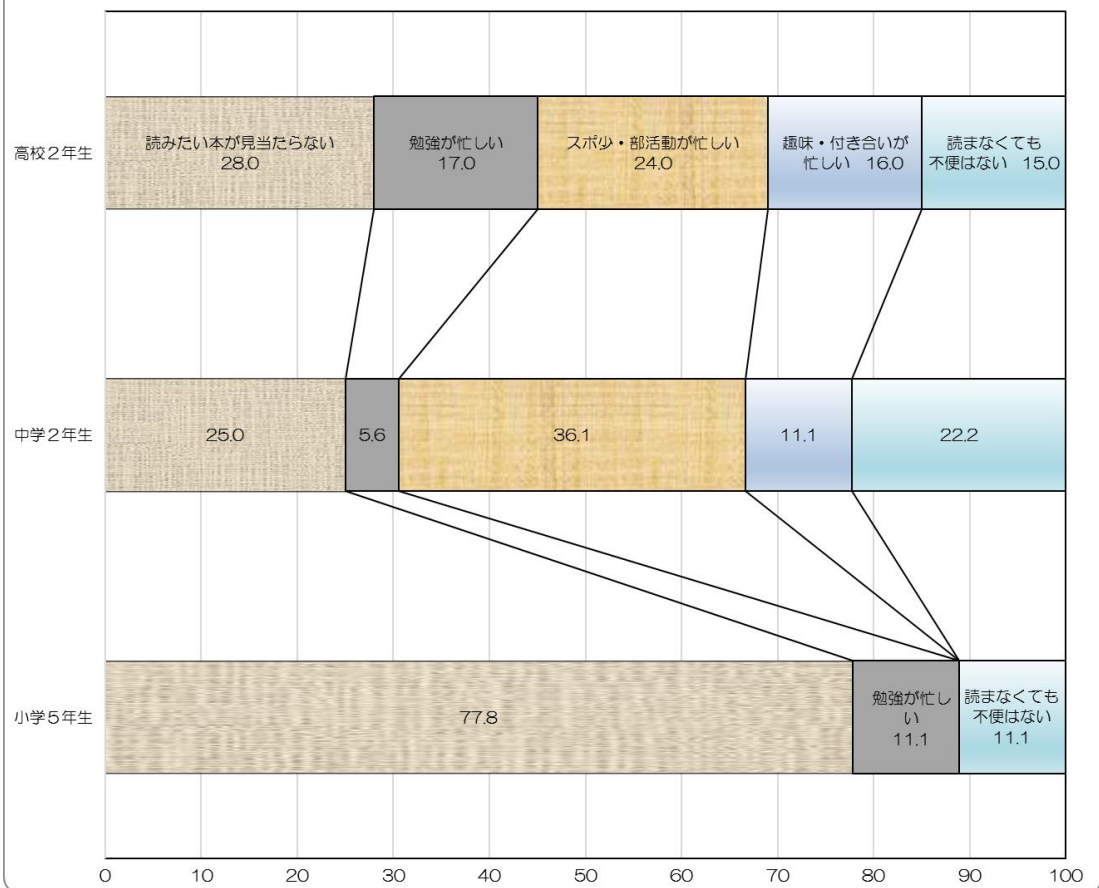 高校２年生
読みたい本が見当たらない
28.0
勉強が忙しい
17.0
スポ少・部活動が忙しい
24.0
趣味・付き合いが
忙しい　16.0
読まなくても
不便はない　15.0
中学２年生
25.0
5.6
36.1
11.1
22.2
小学５年生
77.8
勉強が忙し
い
11.1
読まなくても
不便はない
11.1
0
10
20
30
40
50
60
70
80
90
100